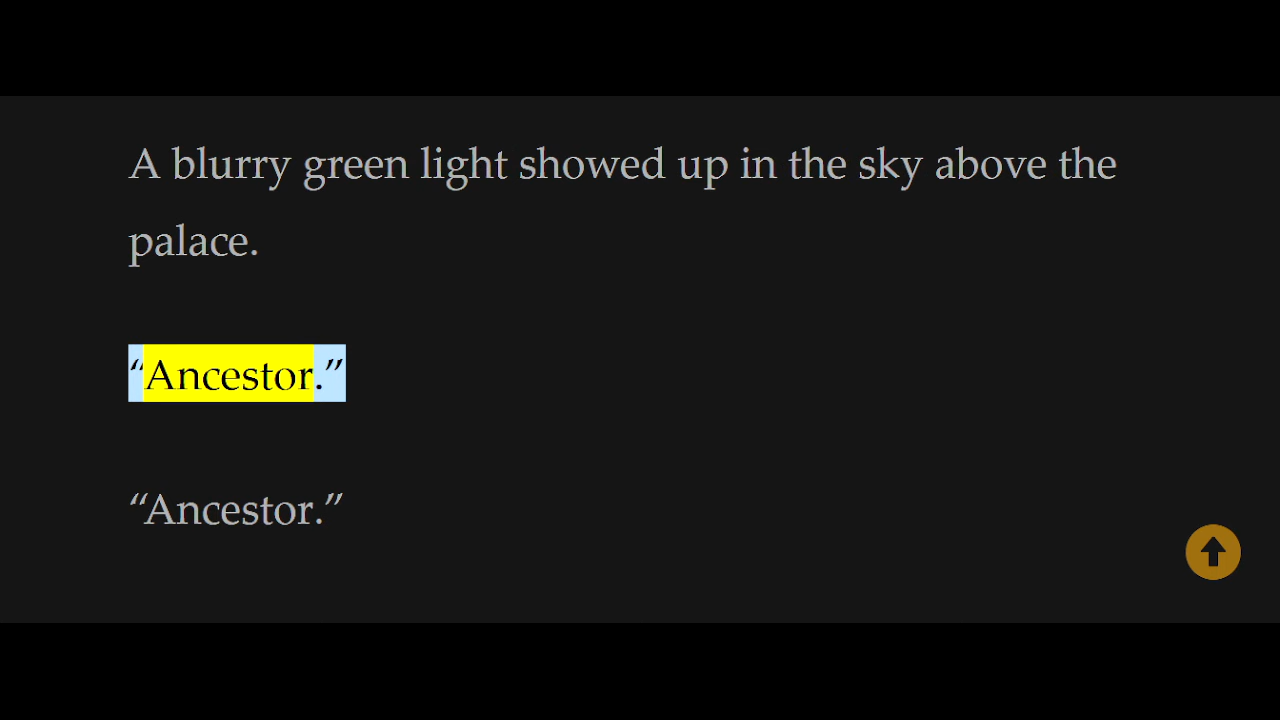 A blurry green light showed up in the sky above the
palace.
“Ancestor.”
“Ancestor.”